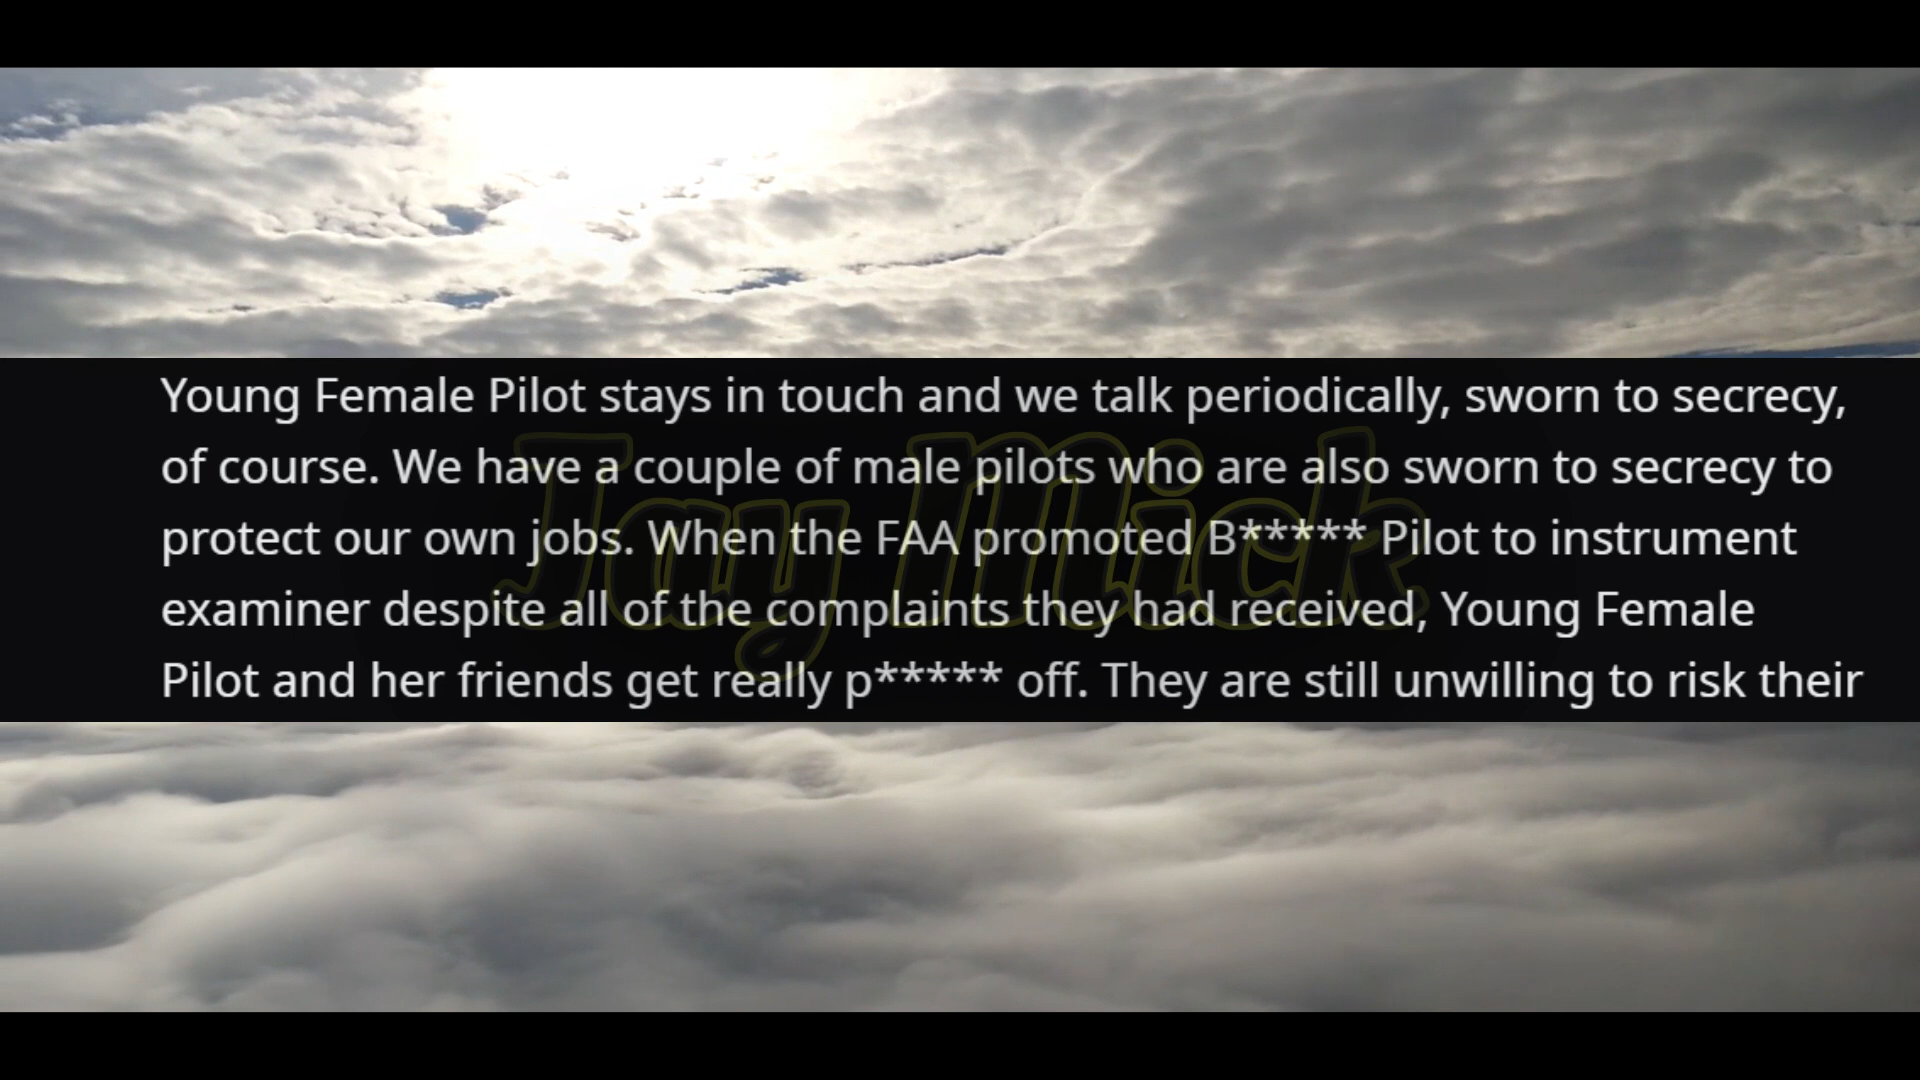 Young Female Pilot stays in touch and we talk periodically, sworn to secrecy,
of course. We have a couple of male pilots who are also sworn to secrecy to
protect our own jobs. When the FAA promoted B***** Pilot to instrument
examiner despite all of the complaints they had received, Young Female
Pilot and her friends get really p***** off. They are still unwilling to risk their
Jay Mick